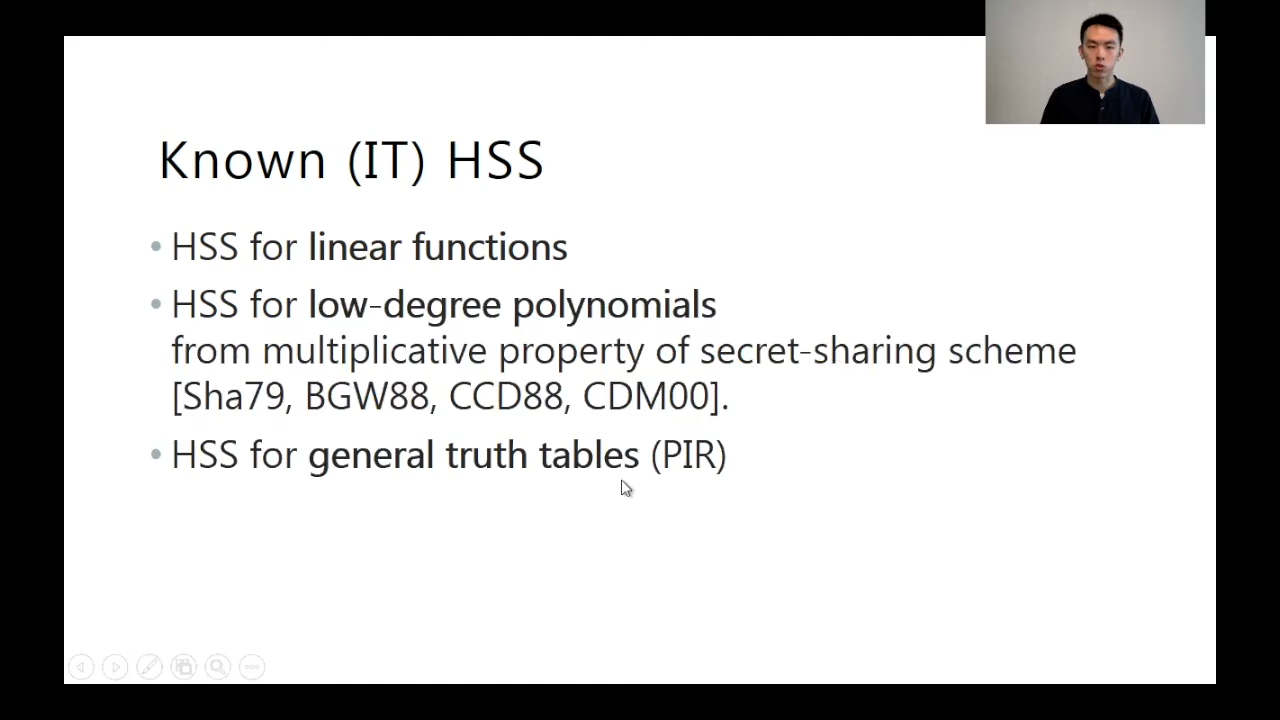 Known (IT) HSS
• HSS for linear functions
• HSS for low-degree polynomials
from multiplicative property of secret-sharing scheme
[Sha79, BGW88, CCD88, CDM00].
• HSS for general truth tables (PIR)